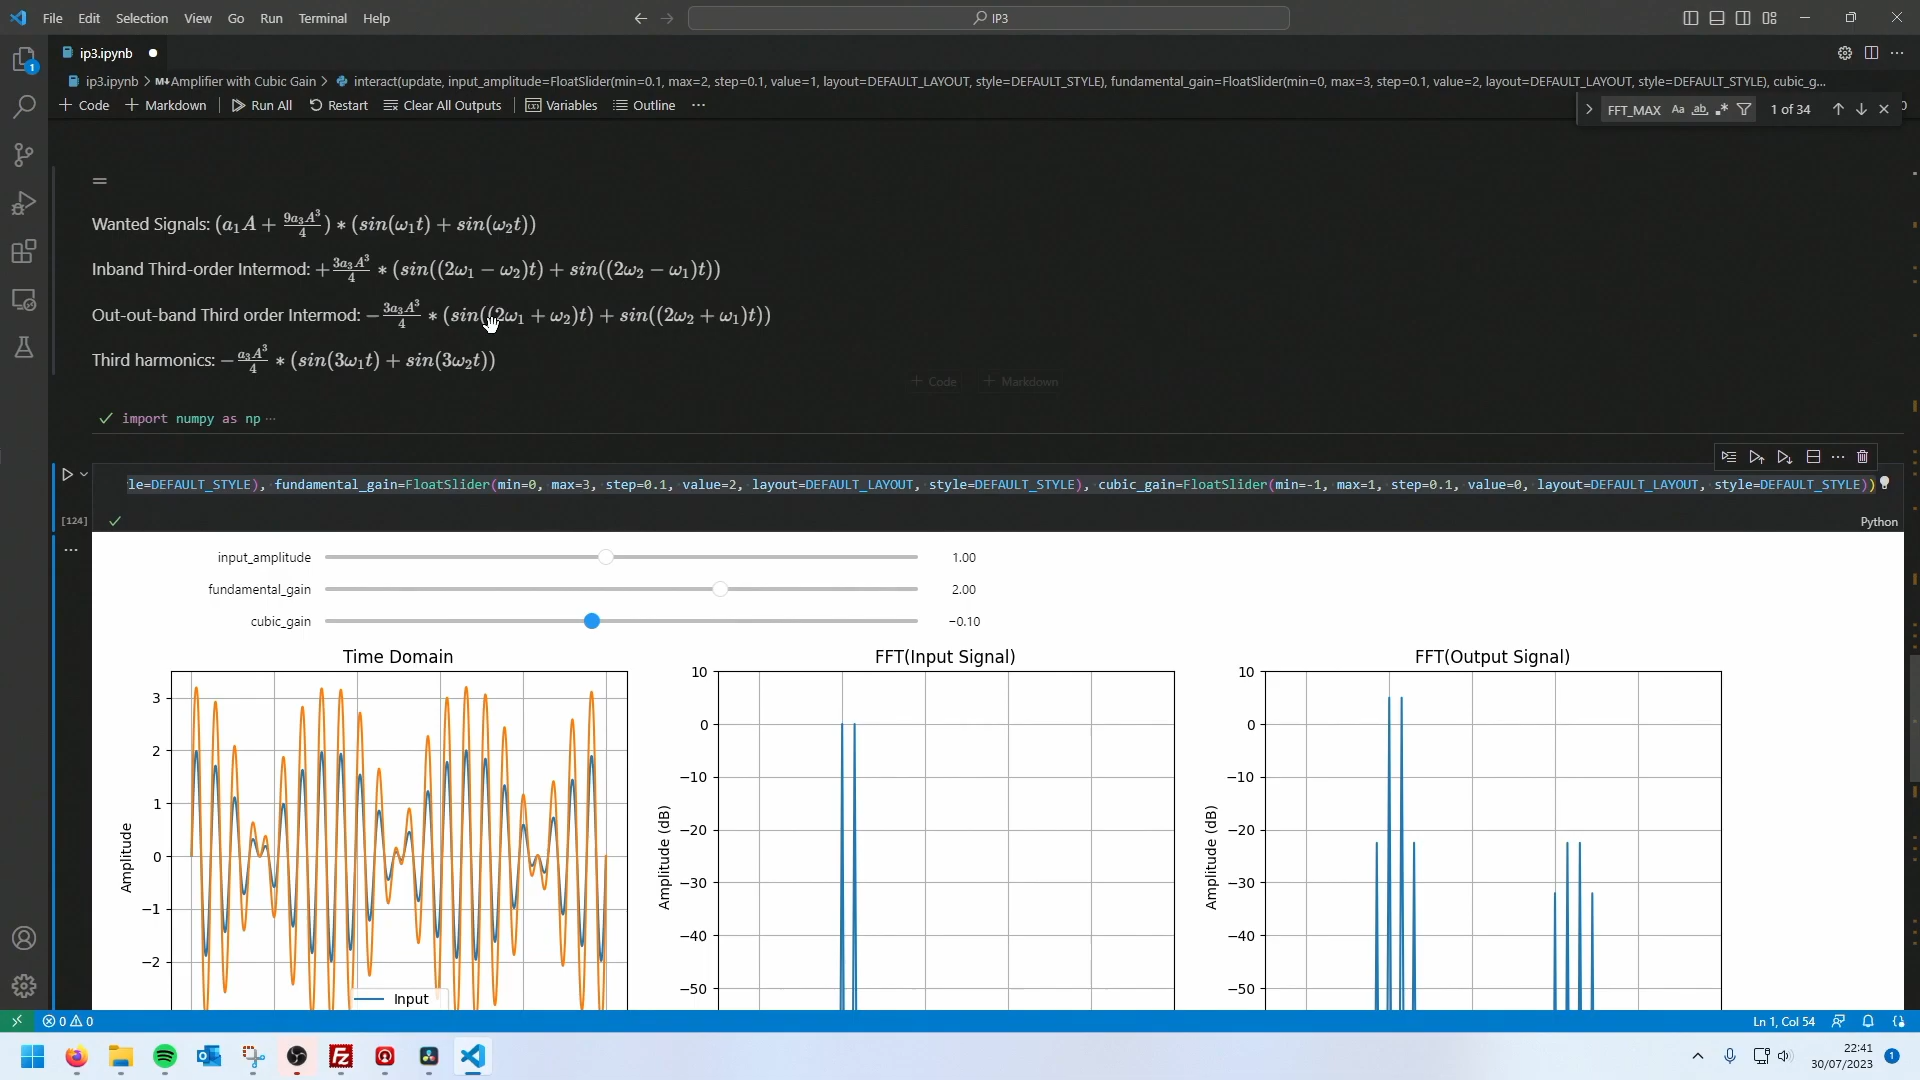 File Edit Selection View Go Run Terminal Help
IP3
1
ip3.ipynb
ip3.ipynb > M↓Amplifier with Cubic Gain > interact(update, input_amplitude=FloatSlider(min=0.1, max=2, step=0.1, value=1, layout=DEFAULT_LAYOUT, style=DEFAULT_STYLE), fundamental_gain=FloatSlider(min=0, max=3, step=0.1, value=2, layout=DEFAULT_LAYOUT, style=DEFAULT_STYLE), cubic_g...
+ Code + Markdown Run All Restart Clear All Outputs Variables Outline ...
FFT_MAX Aa ab .* 1 of 34
=
Wanted Signals: (a₁A + 9a₃A³/4) ∗ (sin(ω₁t) + sin(ω₂t))
Inband Third-order Intermod: +3a₃A³/4 ∗ (sin((2ω₁ − ω₂)t) + sin((2ω₂ − ω₁)t))
Out-out-band Third order Intermod: −3a₃A³/4 ∗ (sin((2ω₁ + ω₂)t) + sin((2ω₂ + ω₁)t))
Third harmonics: −a₃A³/4 ∗ (sin(3ω₁t) + sin(3ω₂t))
+ Code + Markdown
import numpy as np ...
le=DEFAULT_STYLE), fundamental_gain=FloatSlider(min=0, max=3, step=0.1, value=2, layout=DEFAULT_LAYOUT, style=DEFAULT_STYLE), cubic_gain=FloatSlider(min=-1, max=1, step=0.1, value=0, layout=DEFAULT_LAYOUT, style=DEFAULT_STYLE))
[124]
Python
input_amplitude 1.00
fundamental_gain 2.00
cubic_gain −0.10
Time Domain
3
2
1
0
−1
−2
Amplitude
Input
FFT(Input Signal)
10
0
−10
−20
−30
−40
−50
Amplitude (dB)
FFT(Output Signal)
10
0
−10
−20
−30
−40
−50
Amplitude (dB)
0 0
Ln 1, Col 54
22:41
30/07/2023
1